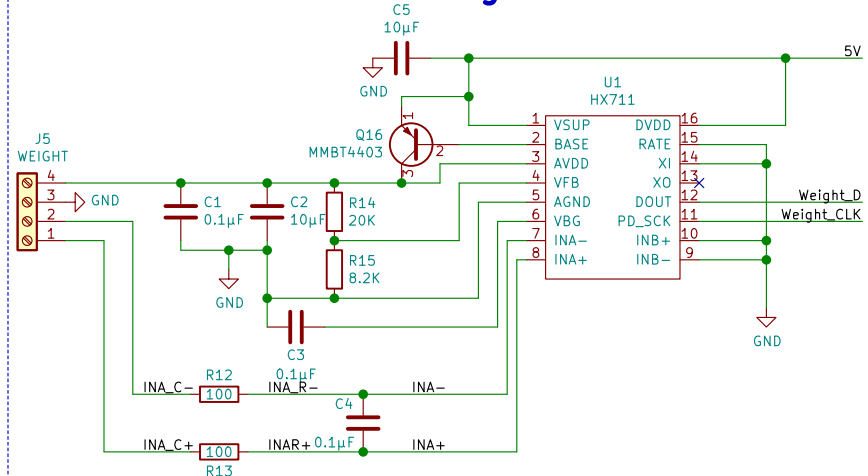 g
C5
10µF
5V
GND
U1
HX711
1 VSUP DVDD 16
Q16
MMBT4403
1
2
3
2 BASE RATE 15
3 AVDD XI 14
4 VFB XO 13
5 AGND DOUT 12
Weight_D
6 VBG PD_SCK 11
Weight_CLK
7 INA- INB+ 10
8 INA+ INB- 9
J5
WEIGHT
4
3
GND
2
1
C1
0.1µF
C2
10µF
R14
20K
R15
8.2K
GND
GND
C3
0.1µF
INA_C-
R12
100
INA_R-
INA-
C4
0.1µF
INA_C+
100
R13
INAR+
INA+